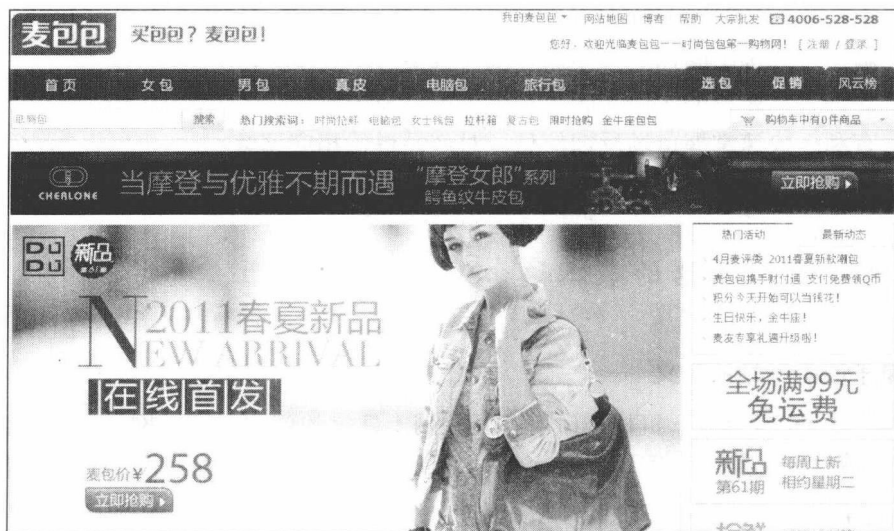 我的麦包包 网站地图 博客 帮助 大宗批发 4006-528-528
麦包包 买包包？麦包包！
您好，欢迎光临麦包包——时尚包包第一购物网！ [ 注册 / 登录 ]
首页 女包 男包 真皮 电脑包 旅行包 选包 促销 风云榜
搜索 热门搜索词： 时尚拉杆 电脑包 女士钱包 拉杆箱 复古包 限时抢购 金牛座包包 购物车中有0件商品
CHERLONE 当摩登与优雅不期而遇 “摩登女郎”系列 立即抢购
鳄鱼纹牛皮包
热门活动 最新动态
新品
4月麦评委 2011春夏新款潮包
麦包包携手财付通 支付免费领Q币
积分今天开始可以当钱花！
生日快乐，金牛座！
麦友专享礼遇升级啦！
2011春夏新品
NEW ARRIVAL
在线首发
全场满99元
免运费
麦包价¥258
立即抢购
新品 每周上新
第61期 相约星期二